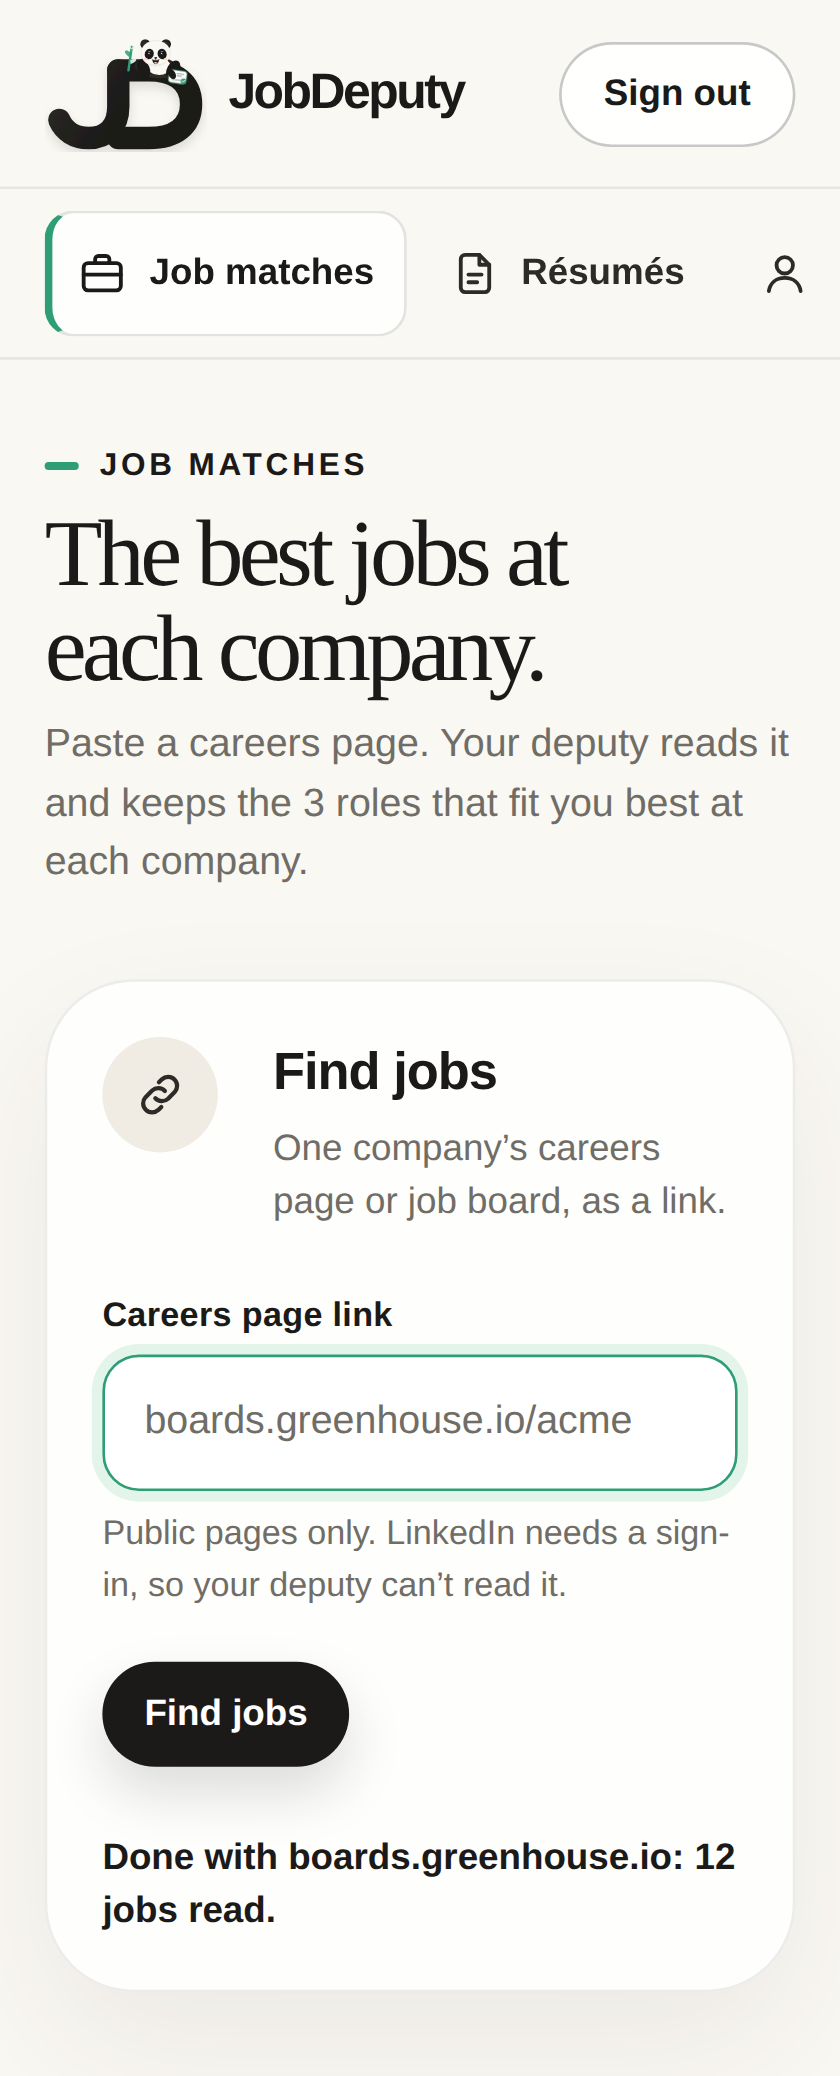 JobDeputy
Sign out
Job matches
Résumés
JOB MATCHES
The best jobs at
each company.
Paste a careers page. Your deputy reads it
and keeps the 3 roles that fit you best at
each company.
Find jobs
One company’s careers
page or job board, as a link.
Careers page link
boards.greenhouse.io/acme
Public pages only. LinkedIn needs a sign-
in, so your deputy can’t read it.
Find jobs
Done with boards.greenhouse.io: 12
jobs read.